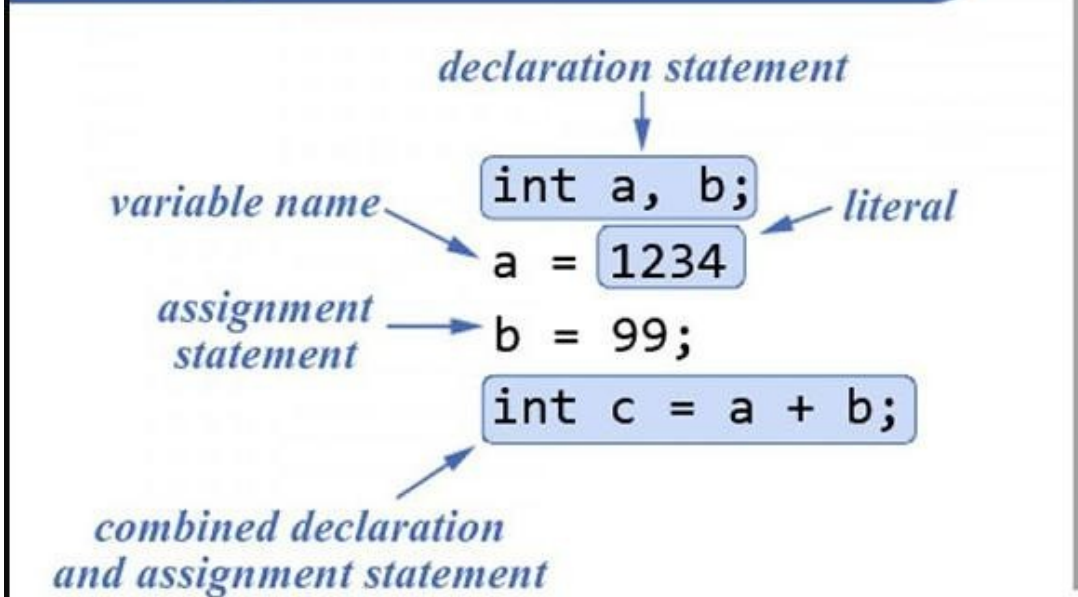 declaration statement
int a, b;
variable name
literal
a = 1234
assignment
statement
b = 99;
int c = a + b;
combined declaration
and assignment statement